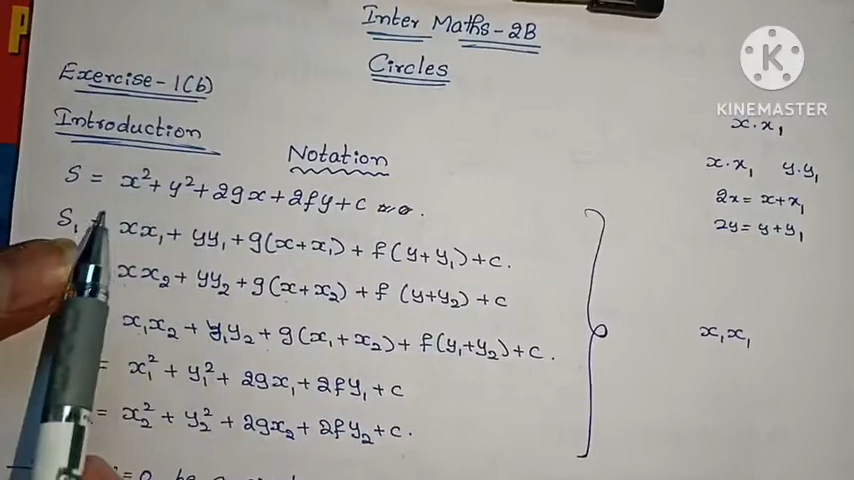 Inter Maths-2B
Circles
Exercise-1(b)
Introduction
Notation
S = x² + y² + 2gx + 2fy + c
S₁ = xx₁ + yy₁ + g(x+x₁) + f(y+y₁) + c.
xx₂ + yy₂ + g(x+x₂) + f(y+y₂) + c
x₁x₂ + y₁y₂ + g(x₁+x₂) + f(y₁+y₂) + c.
= x₁² + y₁² + 2gx₁ + 2fy₁ + c
= x₂² + y₂² + 2gx₂ + 2fy₂ + c.
= 0 be a
K
KINEMASTER
x·x₁
x·x₁ y·y₁
2x = x+x₁
2y = y+y₁
x₁x₁